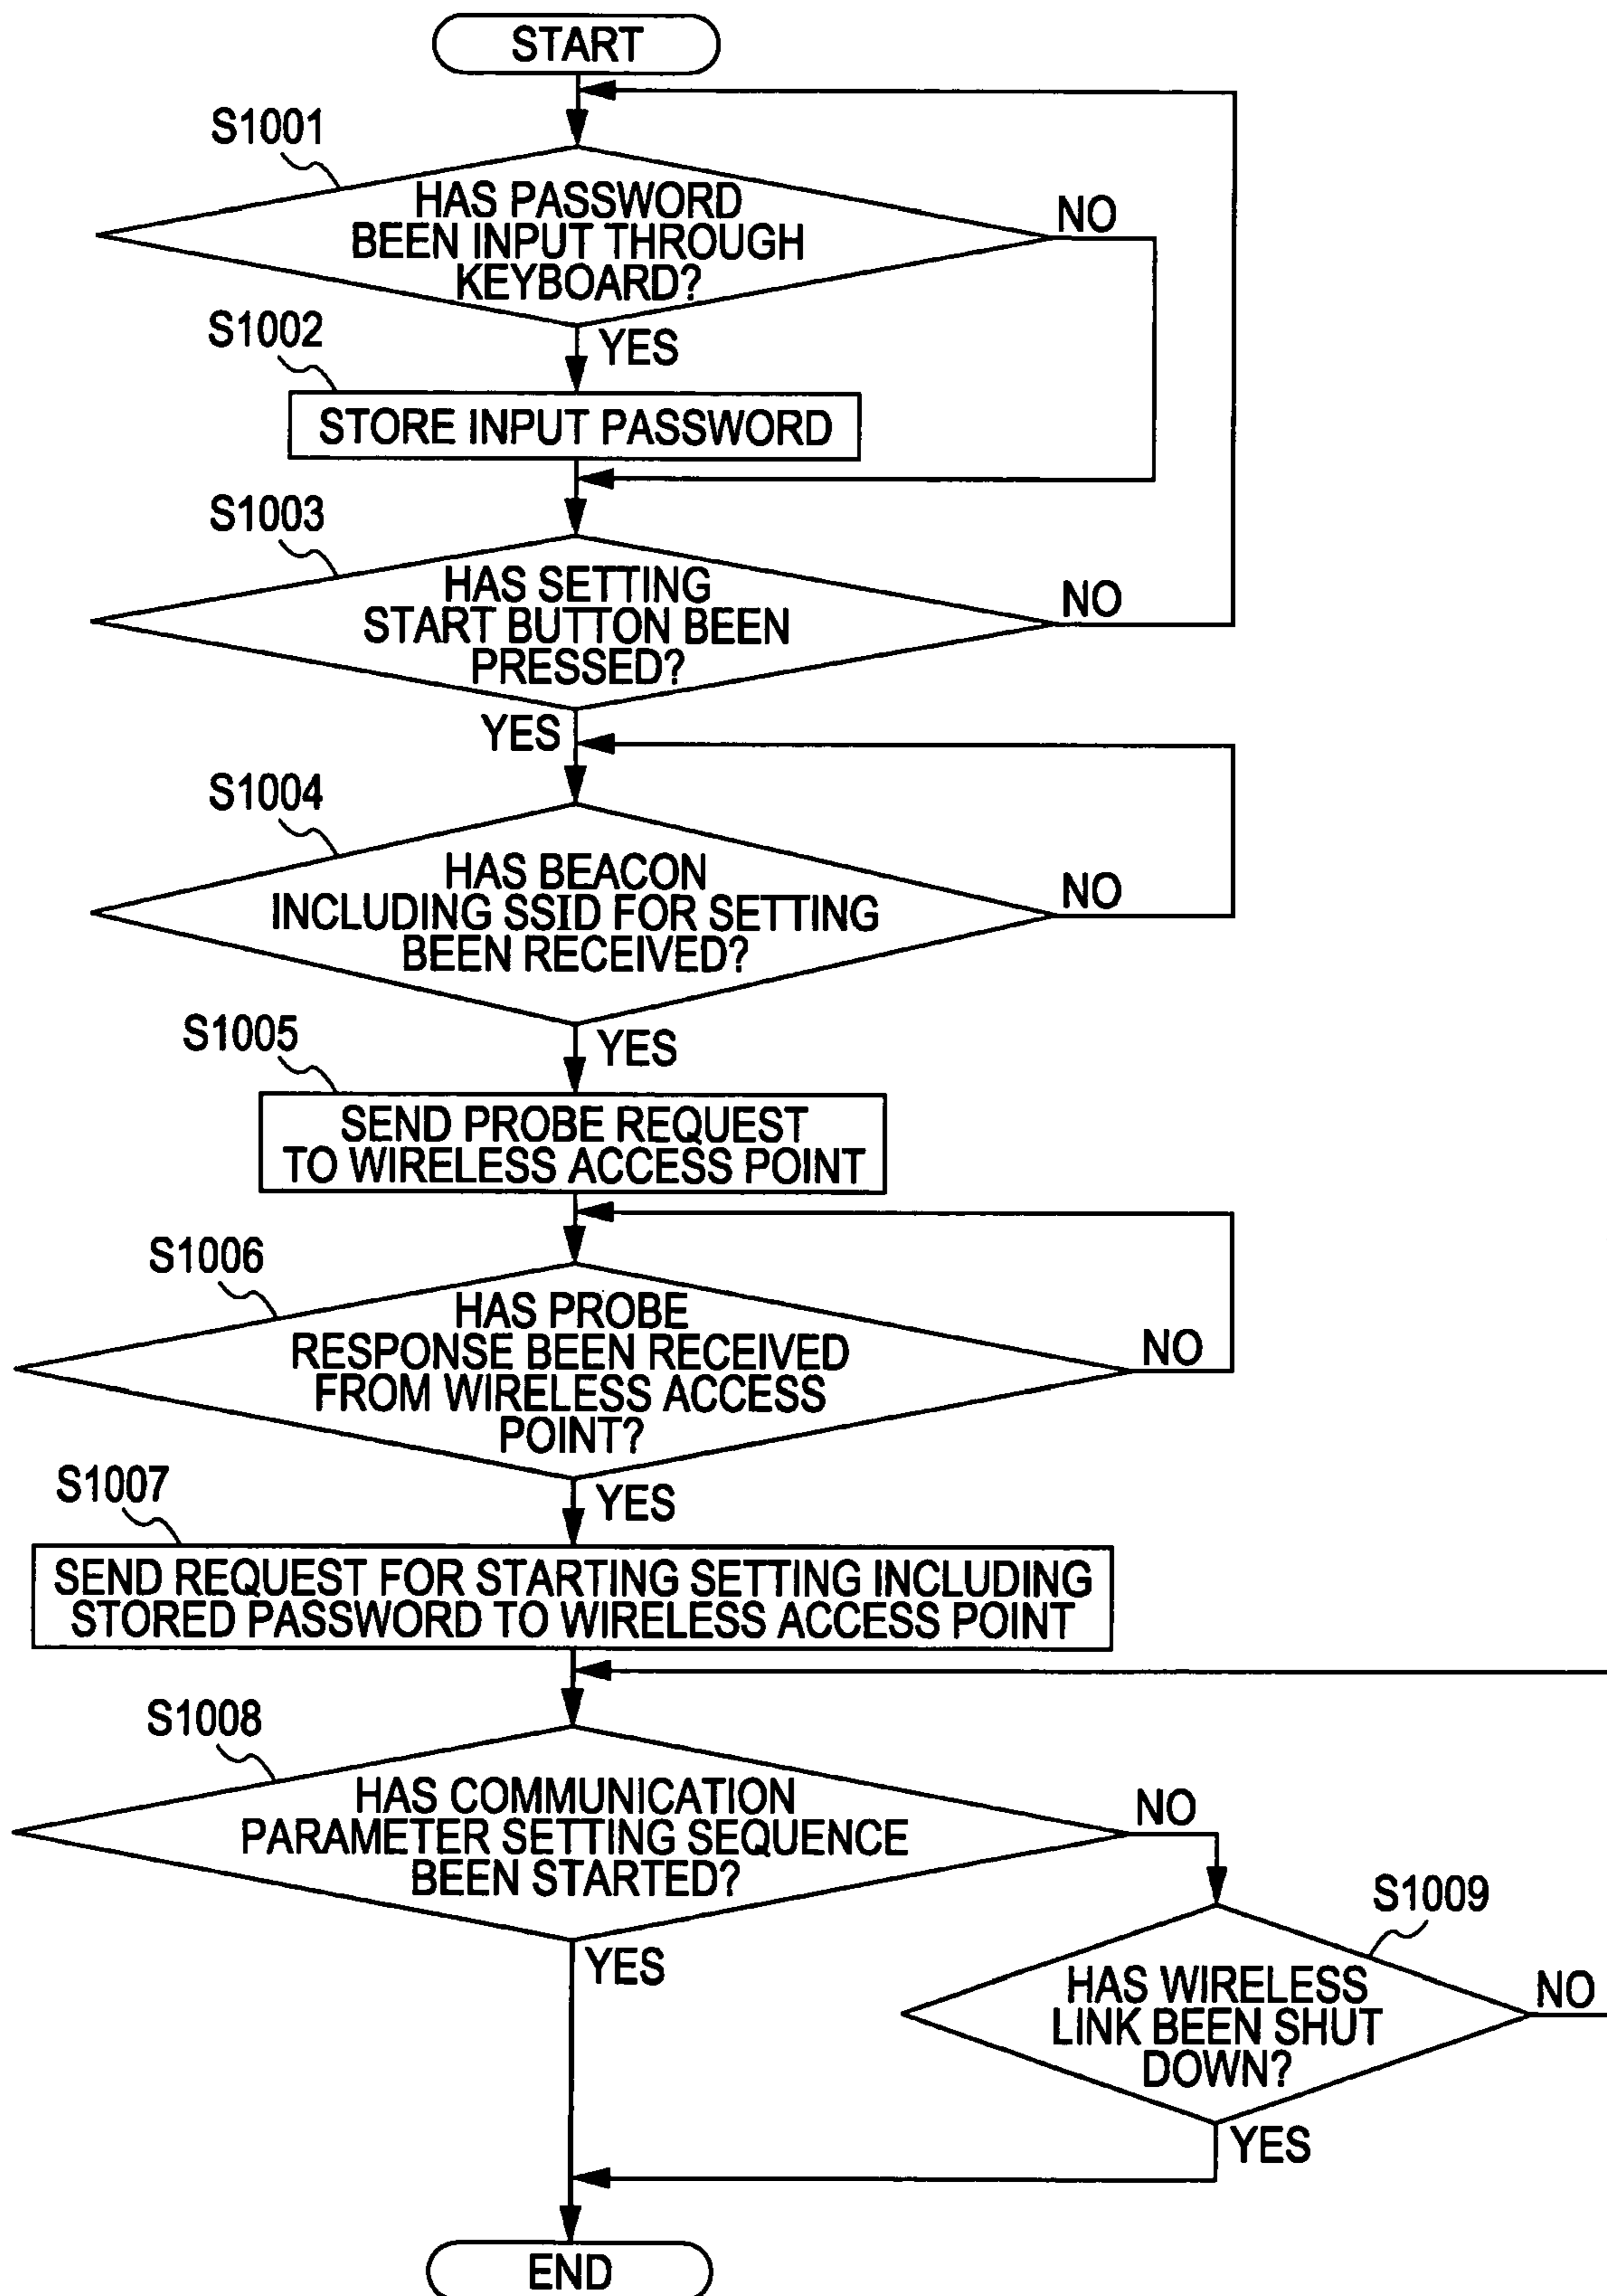 START
S1001
HAS PASSWORD
BEEN INPUT THROUGH
KEYBOARD?
NO
YES
S1002
STORE INPUT PASSWORD
S1003
HAS SETTING
START BUTTON BEEN
PRESSED?
NO
YES
S1004
HAS BEACON
INCLUDING SSID FOR SETTING
BEEN RECEIVED?
NO
YES
S1005
SEND PROBE REQUEST
TO WIRELESS ACCESS POINT
S1006
HAS PROBE
RESPONSE BEEN RECEIVED
FROM WIRELESS ACCESS
POINT?
NO
YES
S1007
SEND REQUEST FOR STARTING SETTING INCLUDING
STORED PASSWORD TO WIRELESS ACCESS POINT
S1008
HAS COMMUNICATION
PARAMETER SETTING SEQUENCE
BEEN STARTED?
NO
YES
S1009
HAS WIRELESS
LINK BEEN SHUT
DOWN?
NO
YES
END